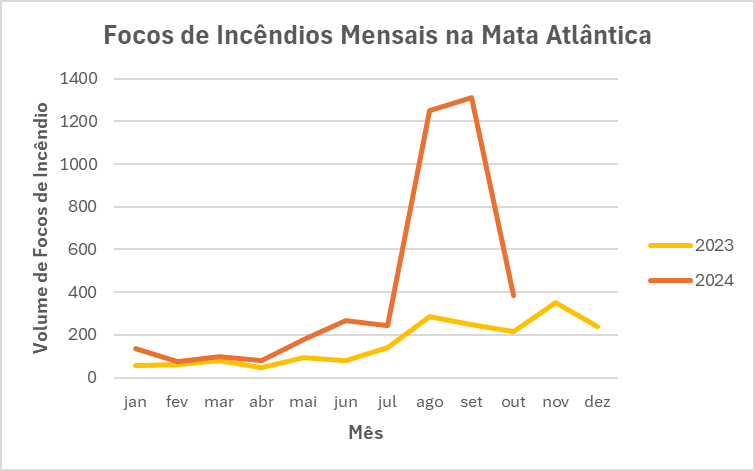 Focos de Incêndios Mensais na Mata Atlântica
Volume de Focos de Incêndio
1400
1200
1000
800
600
400
200
0
jan fev mar abr mai jun jul ago set out nov dez
Mês
2023
2024